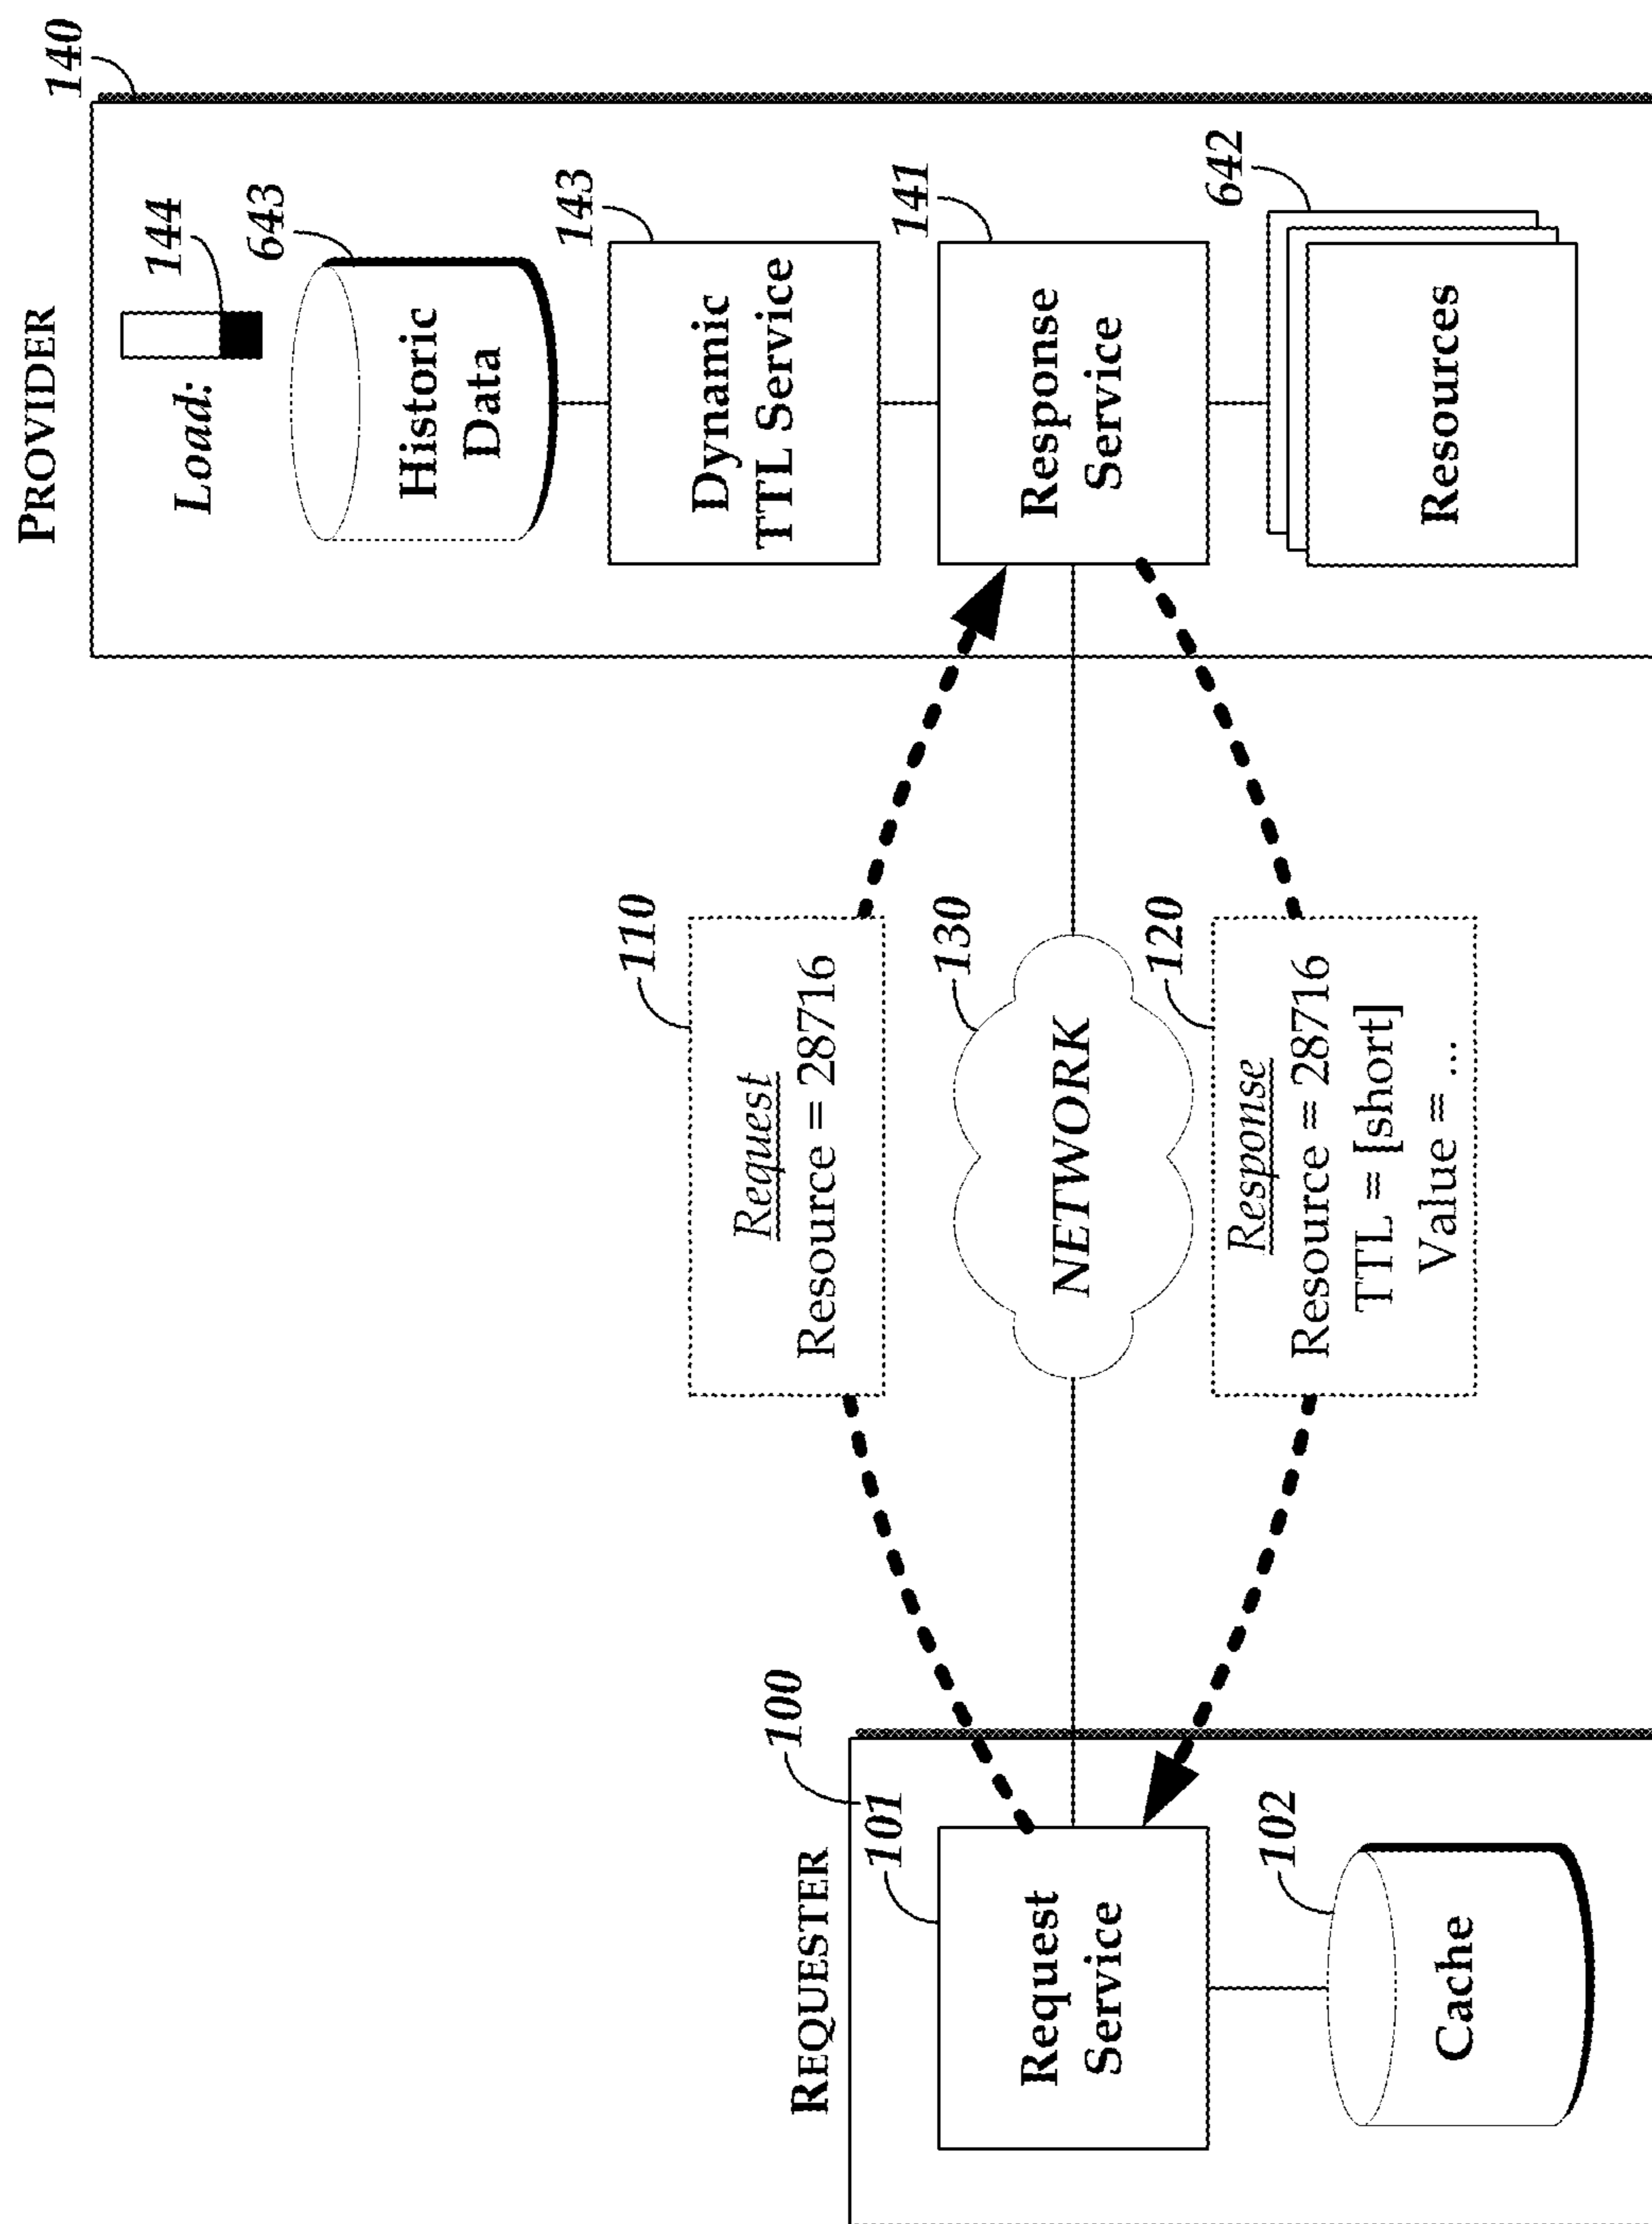 PROVIDER
140
Load:
144
643
Historic
Data
143
Dynamic
TTL Service
141
Response
Service
642
Resources
110
Request
Resource = 28716
130
NETWORK
120
Response
Resource = 28716
TTL = [short]
Value = ...
REQUESTER
100
101
Request
Service
102
Cache